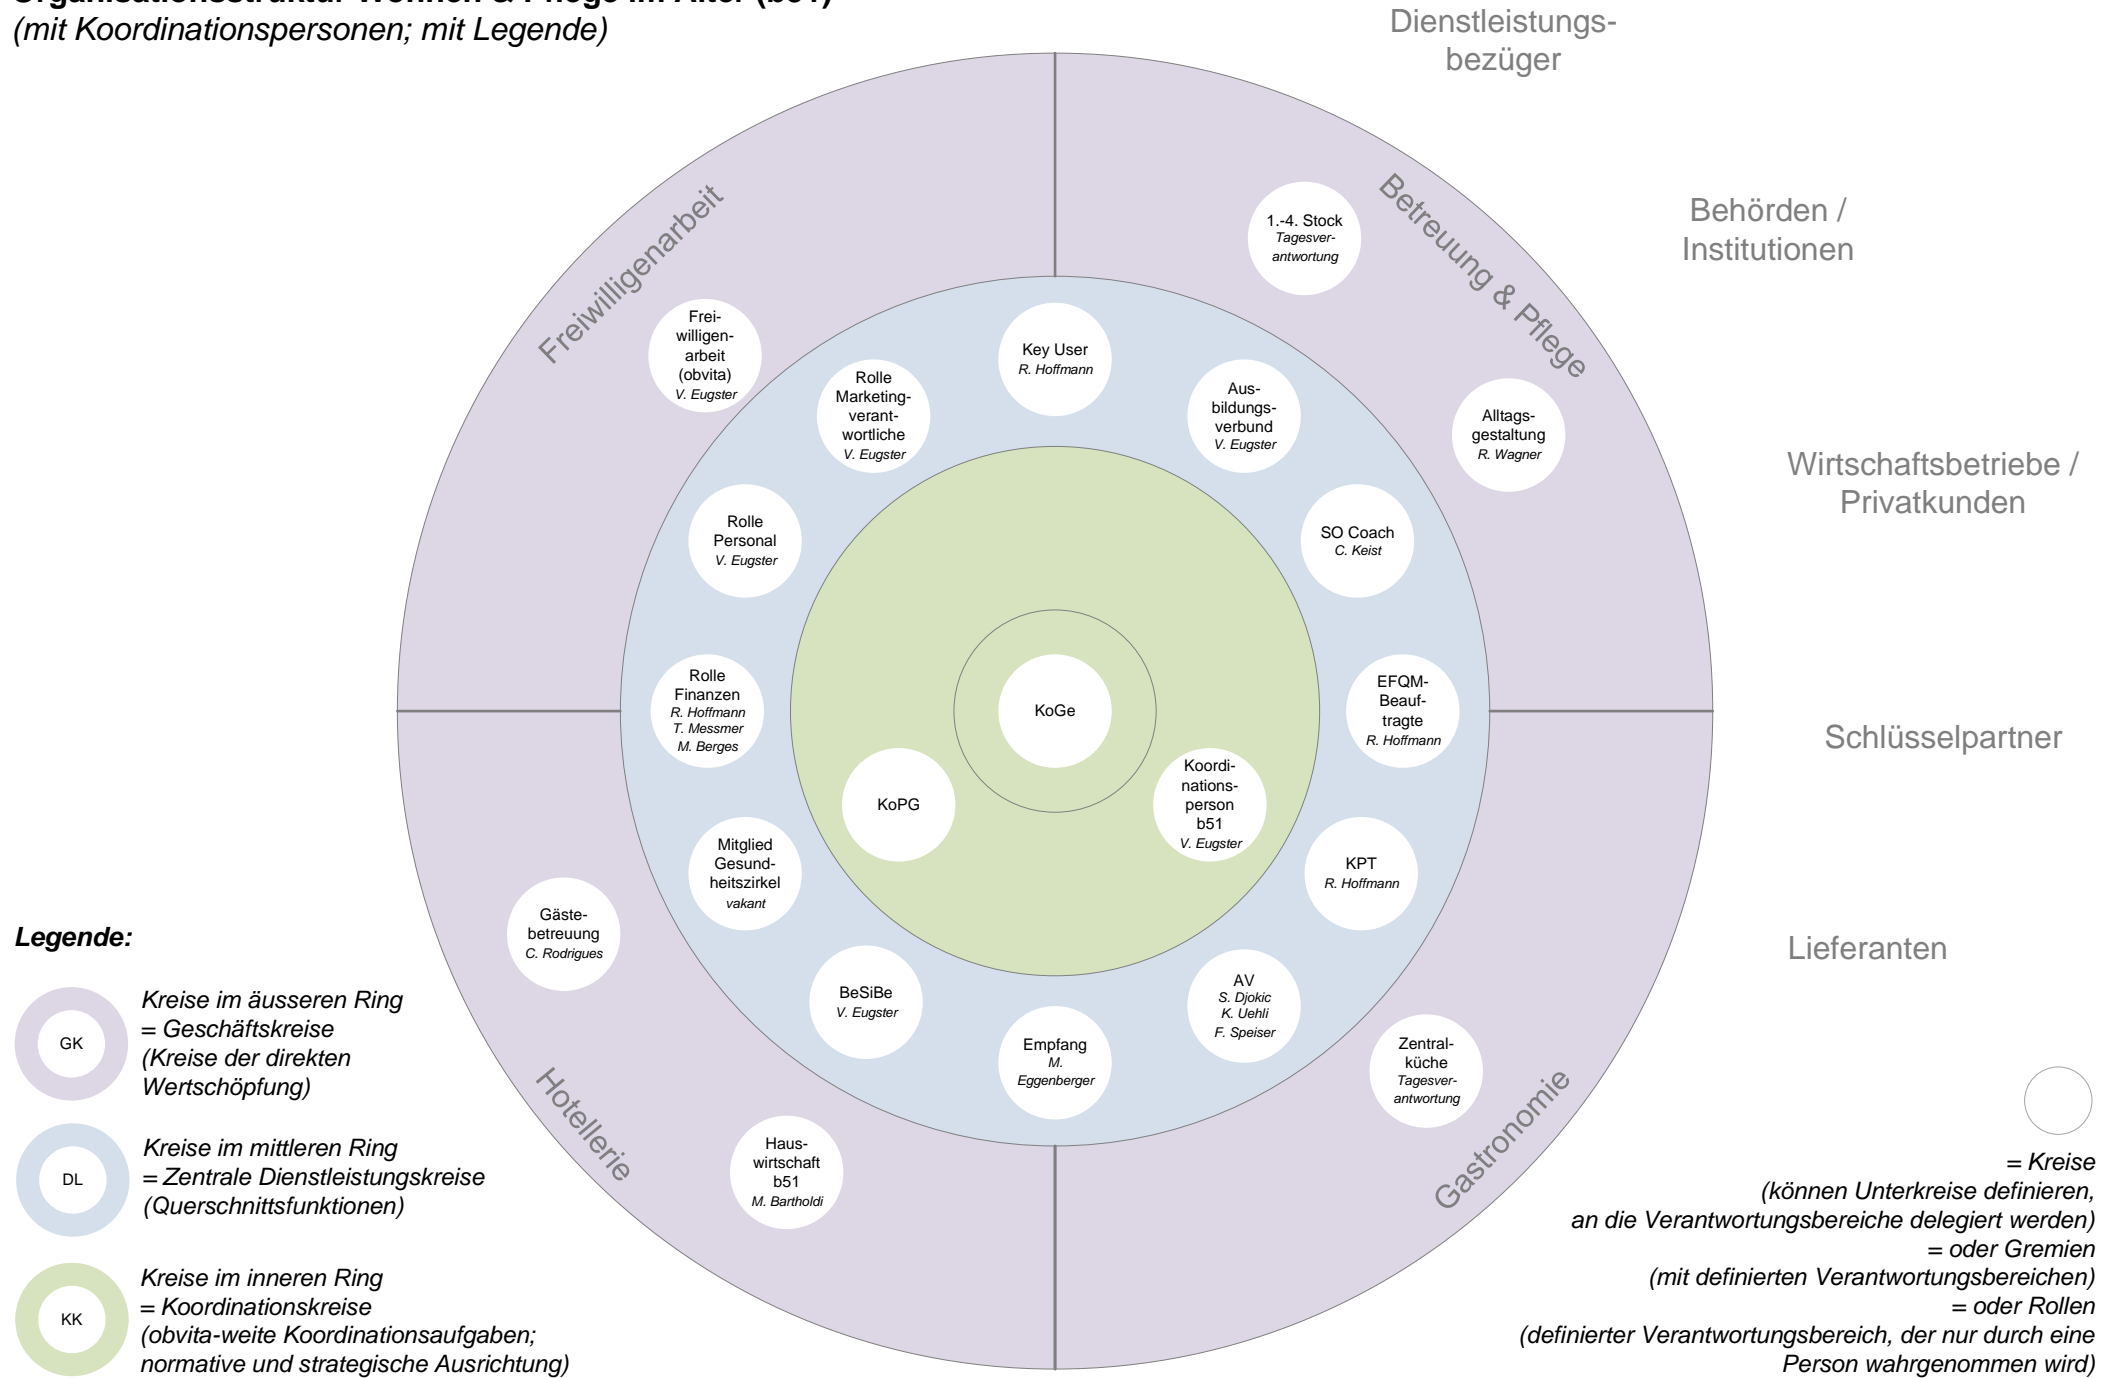 Organisationsstruktur Wohnen & Pflege im Alter (b51)
(mit Koordinationspersonen; mit Legende)
Dienstleistungs-
bezüger
Behörden /
Institutionen
Wirtschaftsbetriebe /
Privatkunden
Schlüsselpartner
Lieferanten
Freiwilligenarbeit
Betreuung & Pflege
Hotellerie
Gastronomie
1.-4. Stock
Tagesver-
antwortung
Alltags-
gestaltung
R. Wagner
Frei-
willigen-
arbeit
(obvita)
V. Eugster
Rolle
Marketing-
verant-
wortliche
V. Eugster
Key User
R. Hoffmann
Aus-
bildungs-
verbund
V. Eugster
Rolle
Personal
V. Eugster
SO Coach
C. Keist
Rolle
Finanzen
R. Hoffmann
T. Messmer
M. Berges
KoGe
EFQM-
Beauf-
tragte
R. Hoffmann
KoPG
Koordi-
nations-
person
b51
V. Eugster
Mitglied
Gesund-
heitszirkel
vakant
KPT
R. Hoffmann
Gäste-
betreuung
C. Rodrigues
BeSiBe
V. Eugster
Empfang
M.
Eggenberger
AV
S. Djokic
K. Uehli
F. Speiser
Zentral-
küche
Tagesver-
antwortung
Haus-
wirtschaft
b51
M. Bartholdi
Legende:
GK
Kreise im äusseren Ring
= Geschäftskreise
(Kreise der direkten
Wertschöpfung)
DL
Kreise im mittleren Ring
= Zentrale Dienstleistungskreise
(Querschnittsfunktionen)
KK
Kreise im inneren Ring
= Koordinationskreise
(obvita-weite Koordinationsaufgaben;
normative und strategische Ausrichtung)
= Kreise
(können Unterkreise definieren,
an die Verantwortungsbereiche delegiert werden)
= oder Gremien
(mit definierten Verantwortungsbereichen)
= oder Rollen
(definierter Verantwortungsbereich, der nur durch eine
Person wahrgenommen wird)